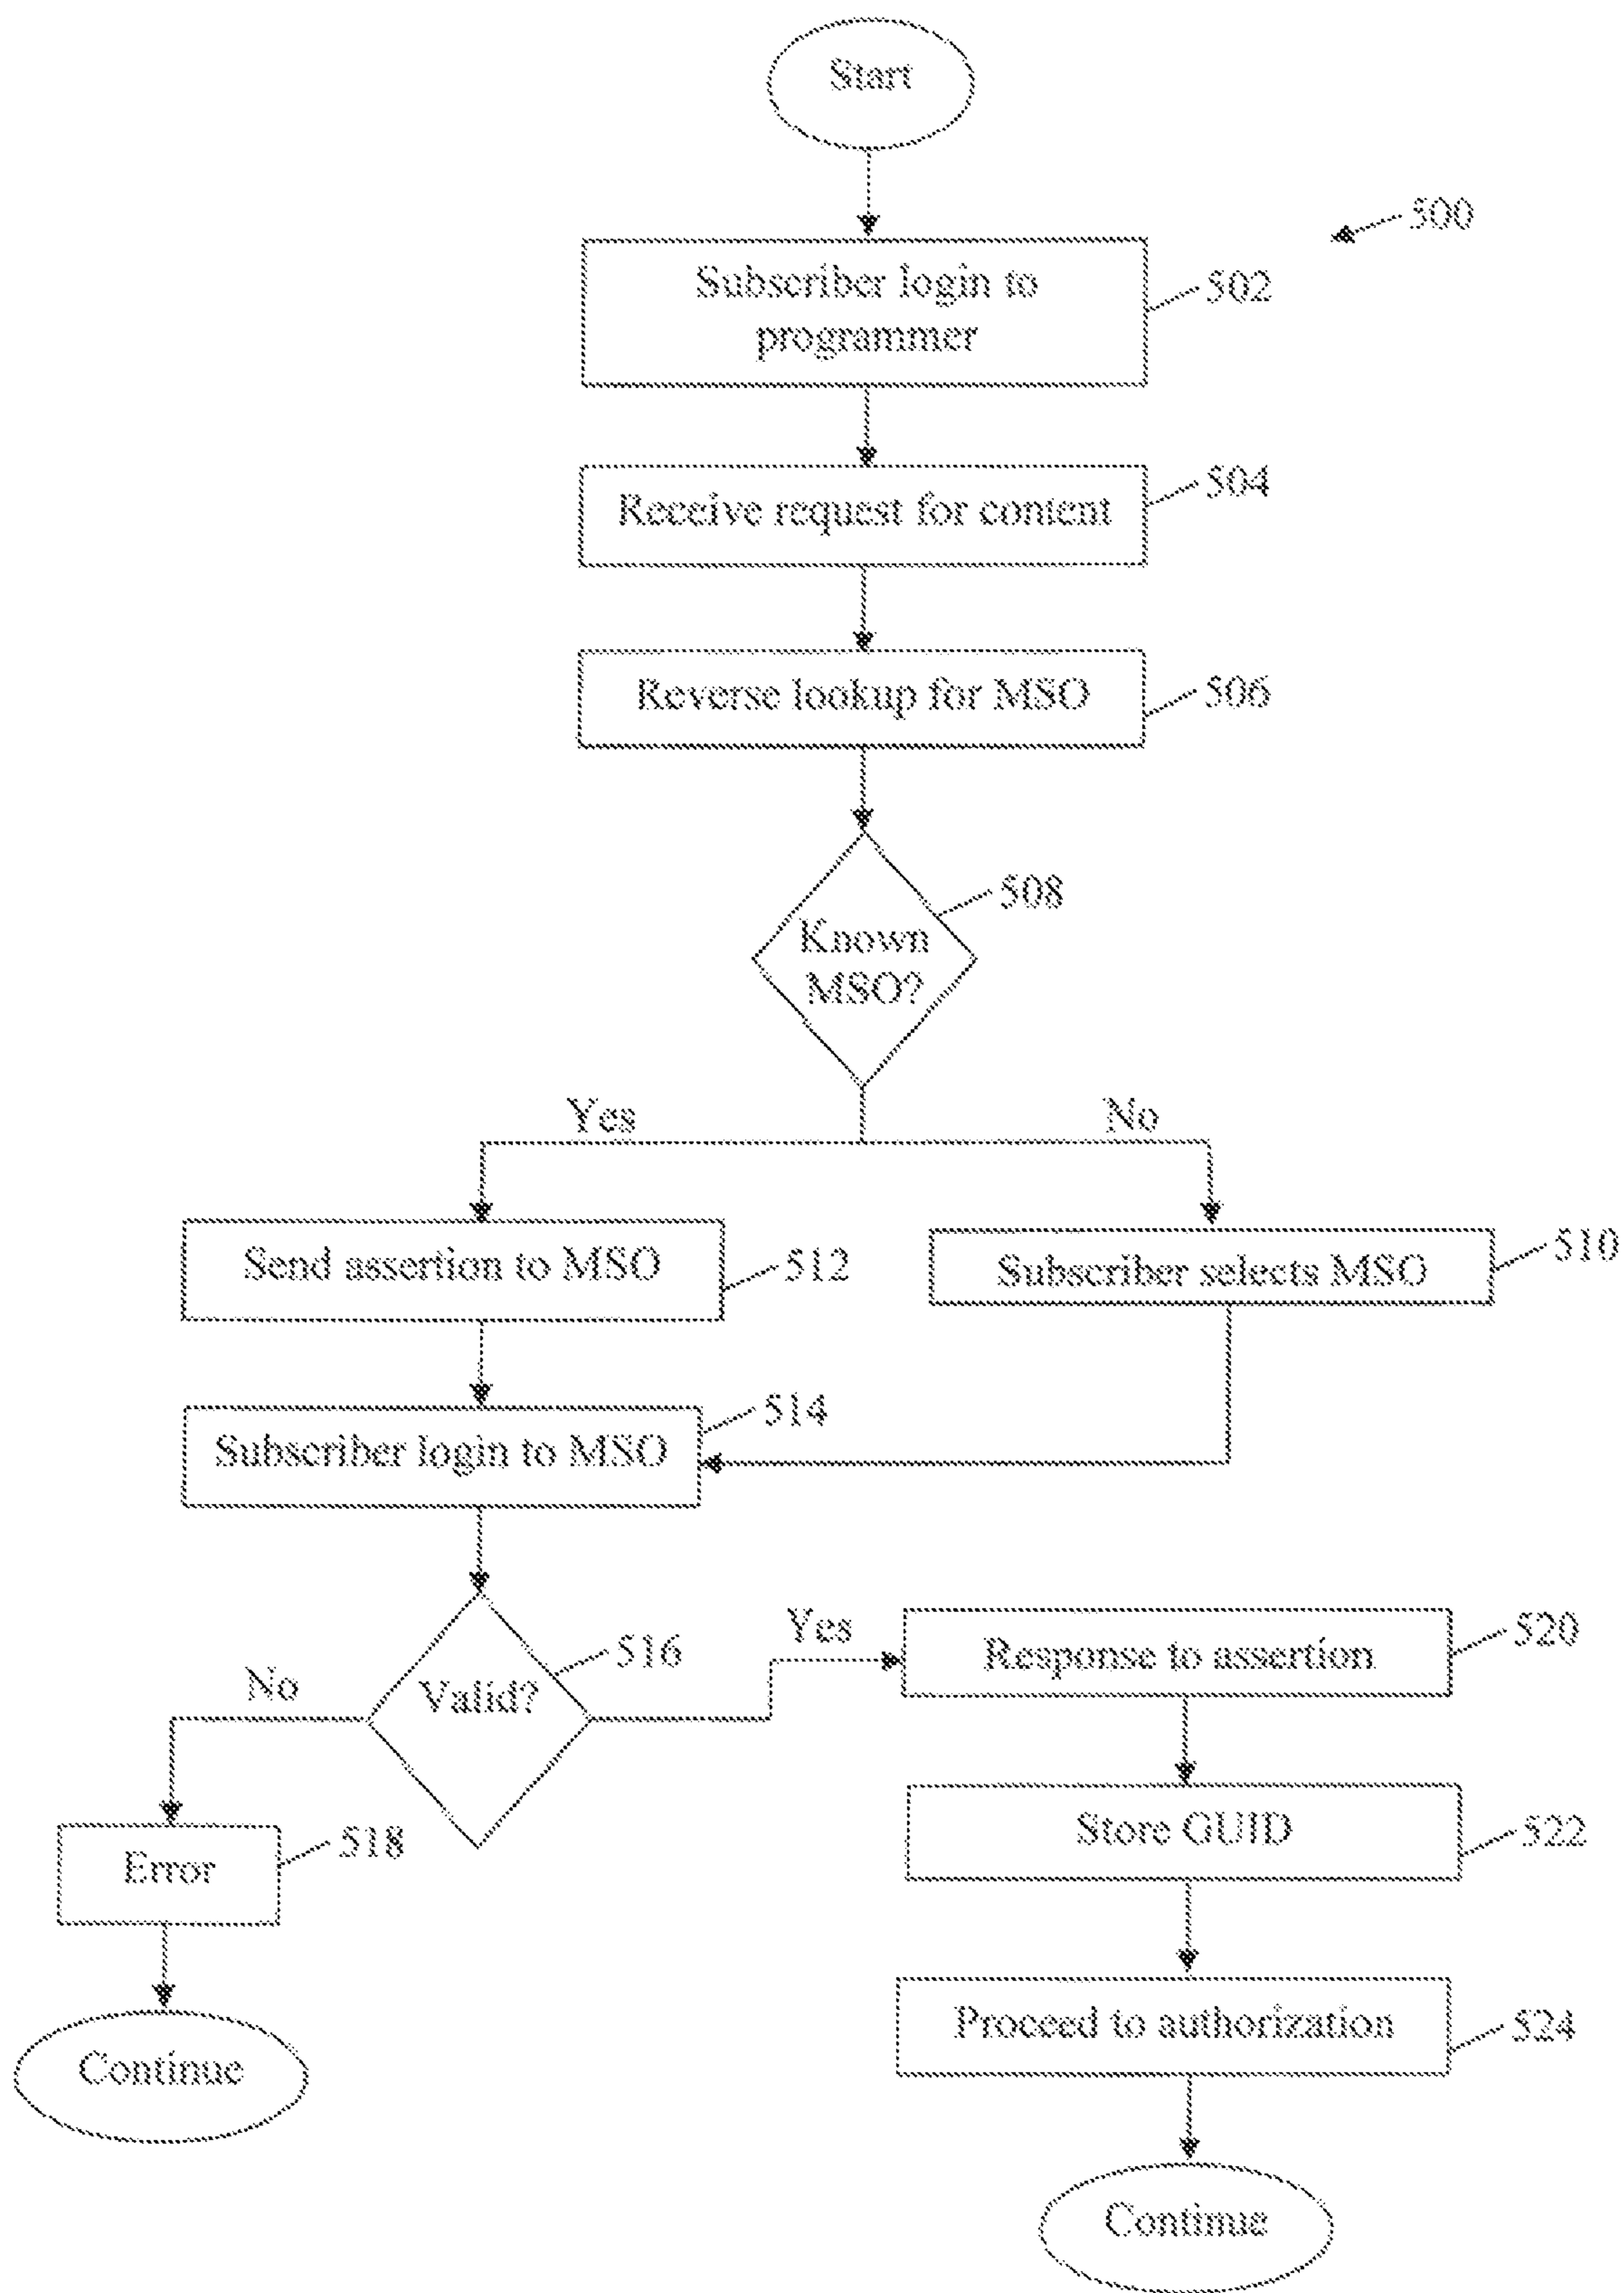 Start
500
Subscriber login to
programmer
502
Receive request for content
504
Reverse lookup for MSO
506
508
Known
MSO?
Yes
No
Send assertion to MSO
512
Subscriber selects MSO
510
Subscriber login to MSO
514
Valid?
516
No
Yes
Response to assertion
520
Error
518
Store GUID
522
Continue
Proceed to authorization
524
Continue